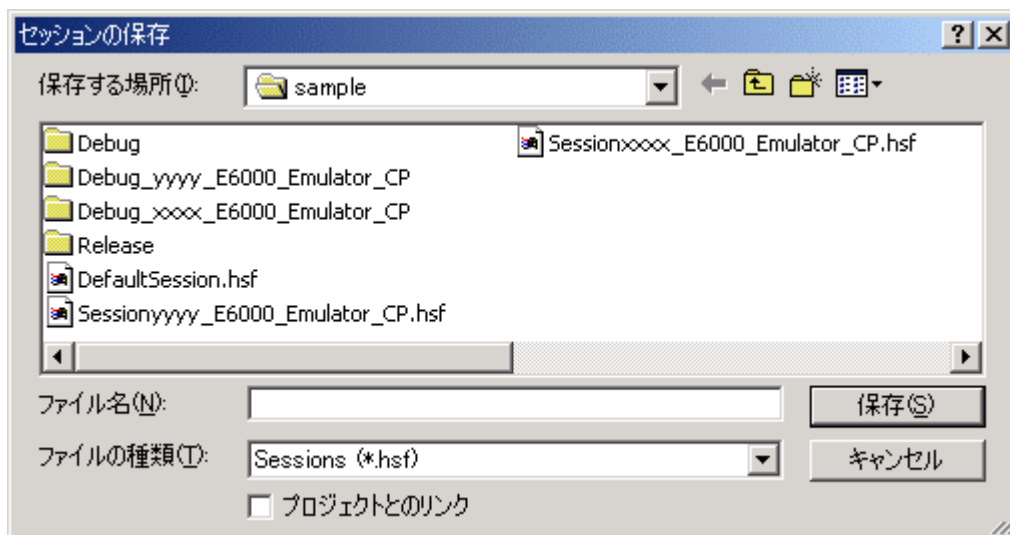 セッションの保存
保存する場所(I):
sample
Debug
Debug_yyyy_E6000_Emulator_CP
Debug_xxxx_E6000_Emulator_CP
Release
DefaultSession.hsf
Sessionyyyy_E6000_Emulator_CP.hsf
Sessionxxxx_E6000_Emulator_CP.hsf
ファイル名(N):
保存(S)
ファイルの種類(T):
Sessions (*.hsf)
キャンセル
プロジェクトとのリンク